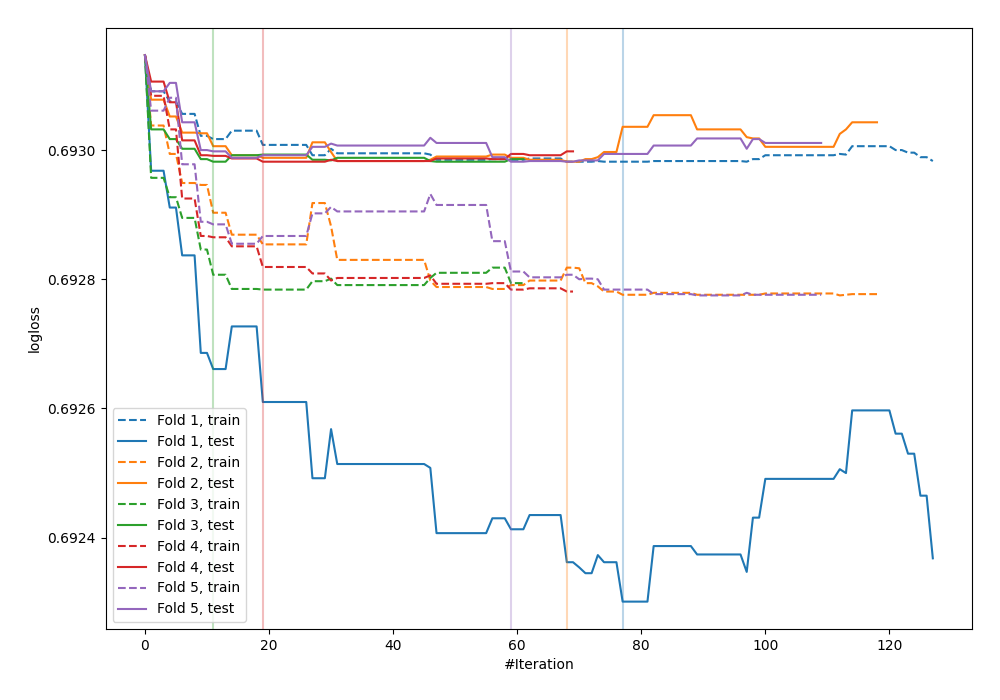 0.6930
0.6928
0.6926
0.6924
logloss
Fold 1, train
Fold 1, test
Fold 2, train
Fold 2, test
Fold 3, train
Fold 3, test
Fold 4, train
Fold 4, test
Fold 5, train
Fold 5, test
0 20 40 60 80 100 120
#Iteration